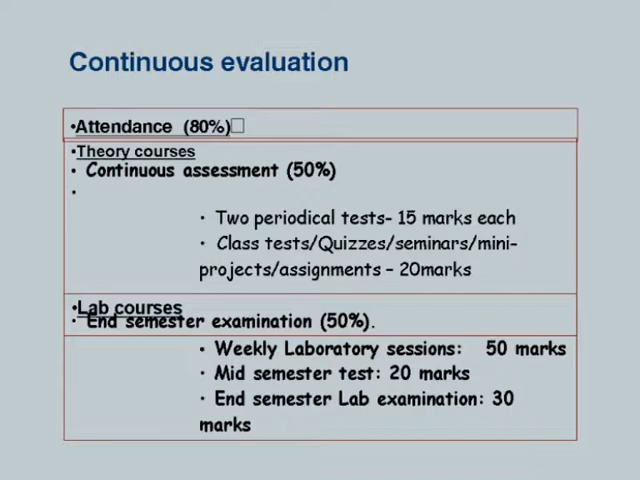 Continuous evaluation
•Attendance (80%)
•Theory courses
• Continuous assessment (50%)
•
• Two periodical tests- 15 marks each
• Class tests/Quizzes/seminars/mini-
projects/assignments – 20marks
•Lab courses
• End semester examination (50%).
• Weekly Laboratory sessions: 50 marks
• Mid semester test: 20 marks
• End semester Lab examination: 30
marks